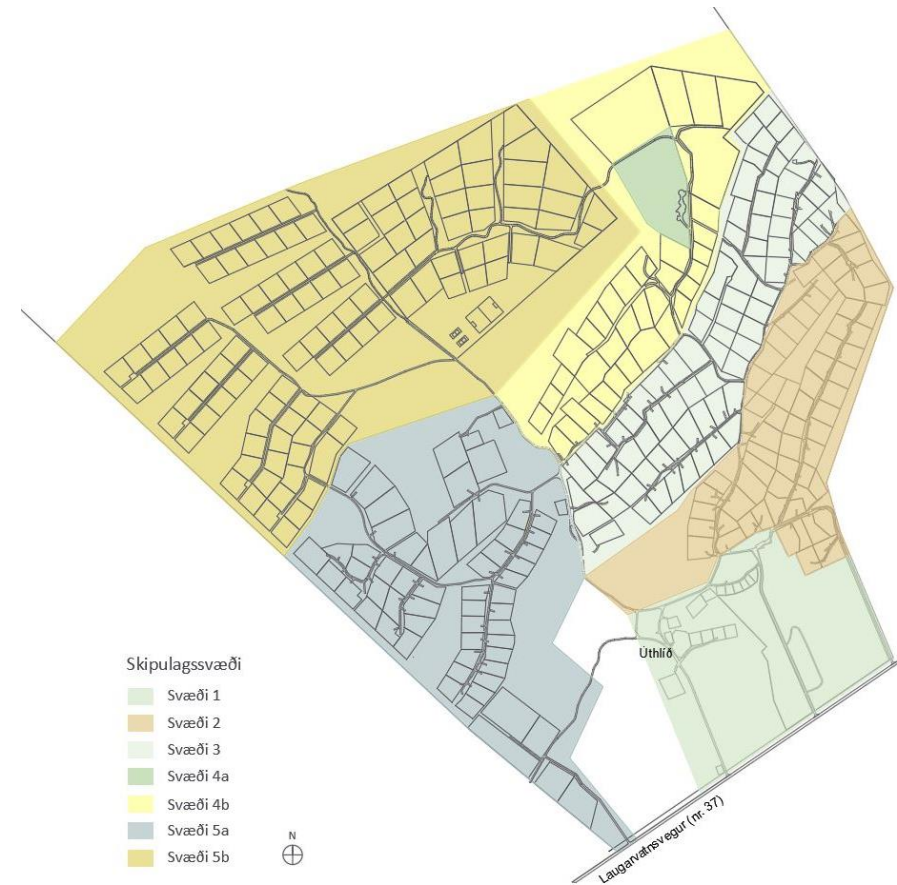 Úthlíð
Skipulagssvæði
Svæði 1
Svæði 2
Svæði 3
Svæði 4a
Svæði 4b
Svæði 5a
Svæði 5b
N
Laugarvatnsvegur (nr. 37)